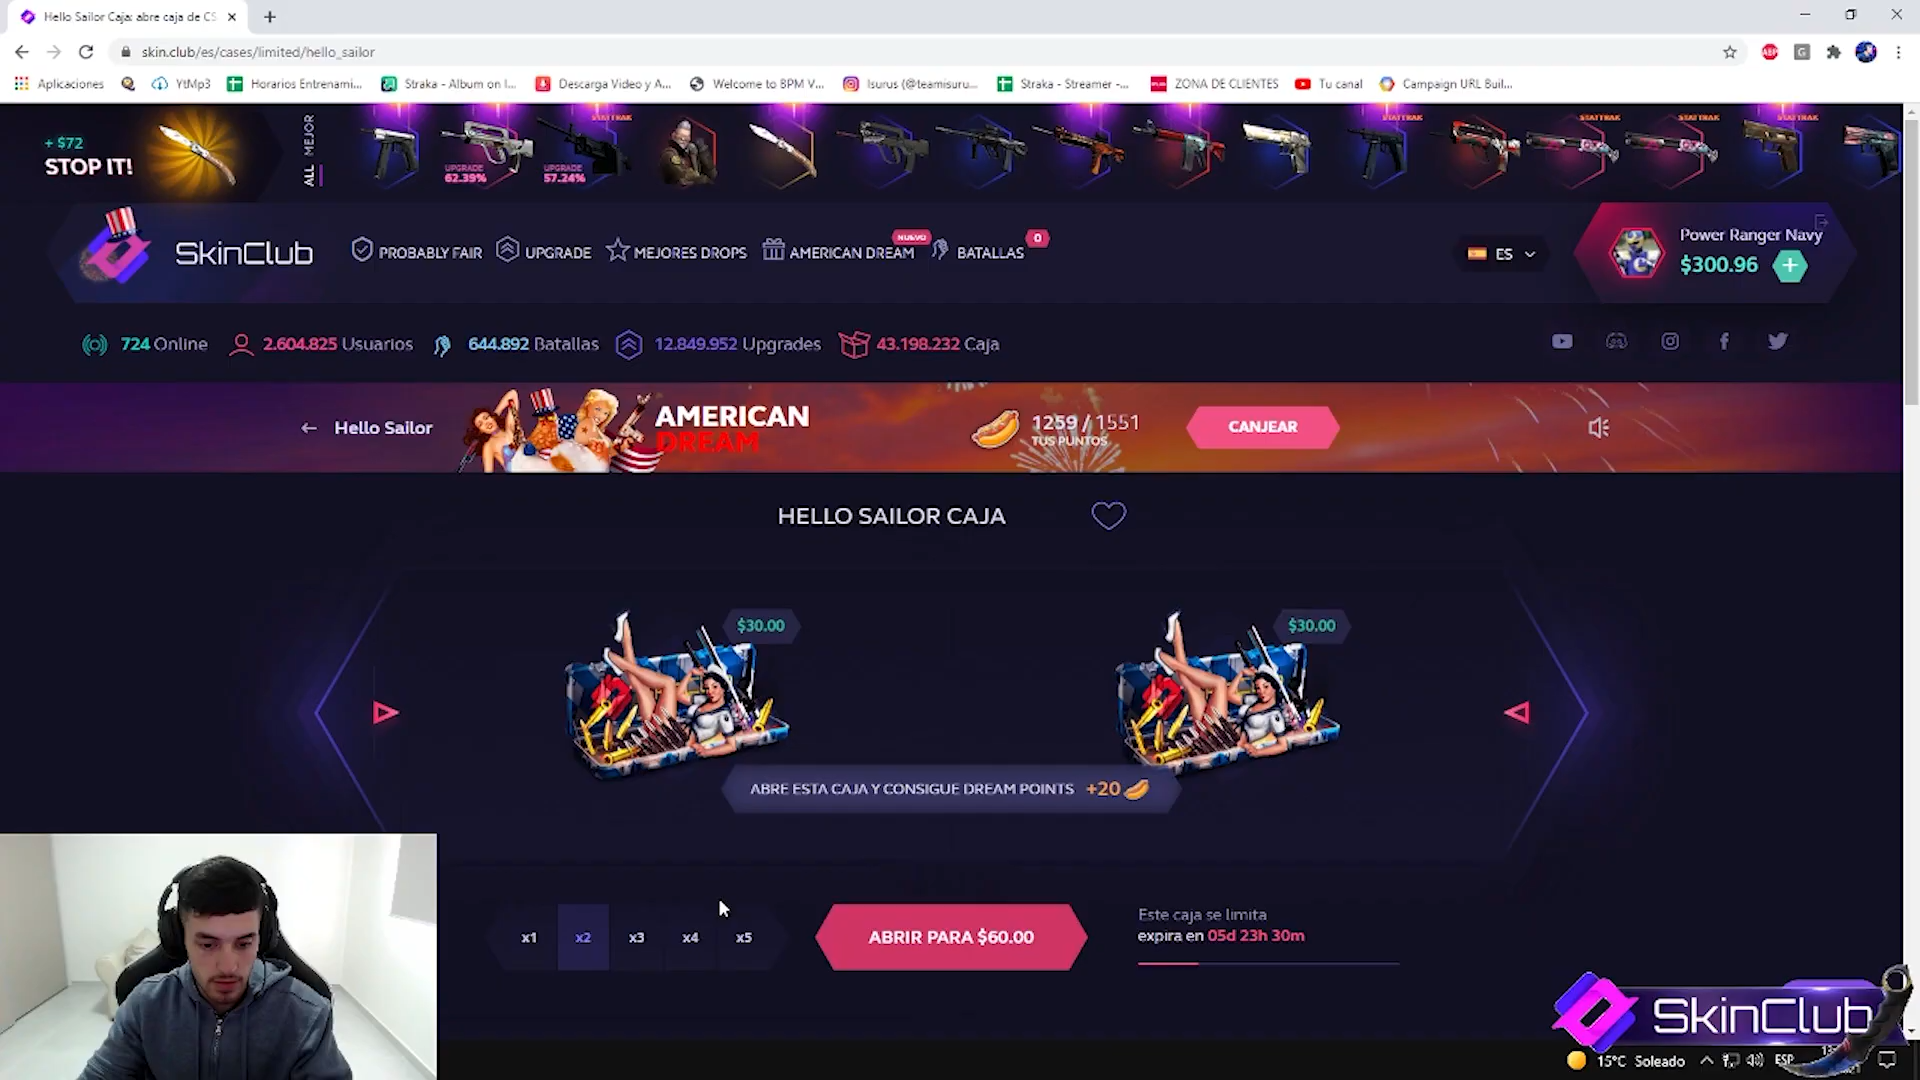 Hello Sailor Caja: abre caja de CS
skin.club/es/cases/limited/hello_sailor
ABP
G
Aplicaciones
YtMp3
Horarios Entrenami...
Straka - Album on I...
Descarga Video y A...
Welcome to BPM V...
Isurus (@teamisuru...
Straka - Streamer -...
ZONA DE CLIENTES
Tu canal
Campaign URL Buil...
+ $72
STOP IT!
ALL MEJOR
UPGRADE
62.39%
STATTRAK
UPGRADE
57.24%
STATTRAK
STATTRAK
STATTRAK
STATTRAK
SkinClub
PROBABLY FAIR
UPGRADE
MEJORES DROPS
AMERICAN DREAM
NUEVO
BATALLAS
0
ES
Power Ranger Navy
$300.96
724 Online
2.604.825 Usuarios
644.892 Batallas
12.849.952 Upgrades
43.198.232 Caja
Hello Sailor
AMERICAN
DREAM
1259 / 1551
TUS PUNTOS
CANJEAR
HELLO SAILOR CAJA
$30.00
$30.00
ABRE ESTA CAJA Y CONSIGUE DREAM POINTS +20
x1
x2
x3
x4
x5
ABRIR PARA $60.00
Este caja se limita
expira en 05d 23h 30m
SkinClub
15°C Soleado
ESP